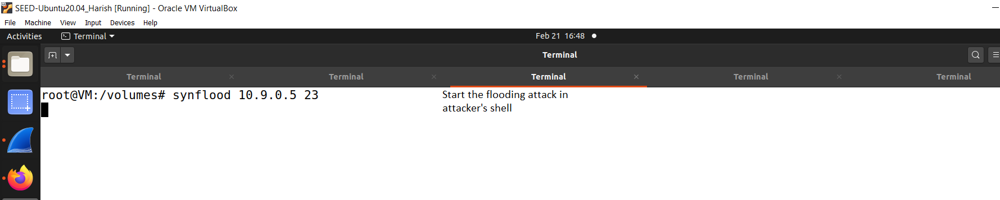 SEED-Ubuntu20.04_Harish [Running] - Oracle VM VirtualBox
File Machine View Input Devices Help
Activities Terminal Feb 21 16:48
Terminal
Terminal Terminal Terminal Terminal Terminal
root@VM:/volumes# synflood 10.9.0.5 23
Start the flooding attack in
attacker's shell